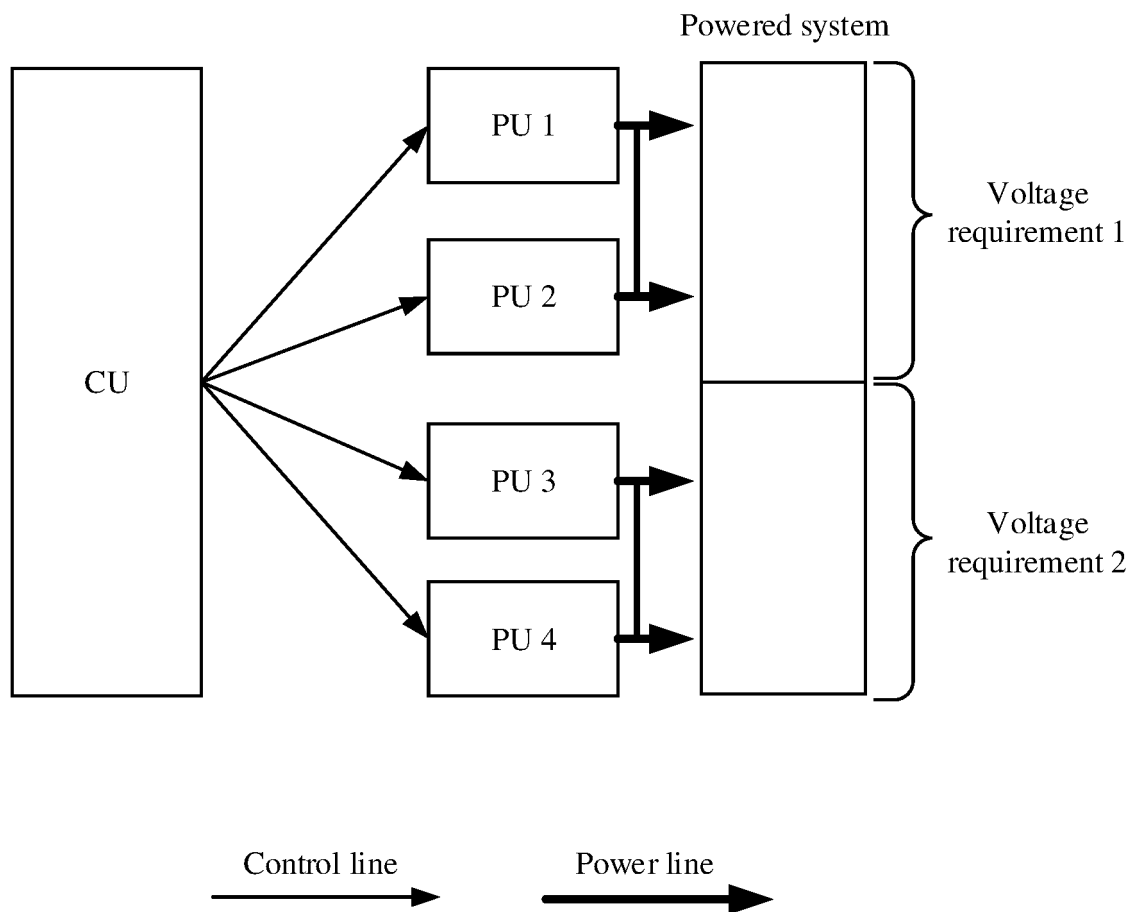 Powered system
PU 1
PU 2
CU
PU 3
PU 4
Voltage
requirement 1
Voltage
requirement 2
Control line
Power line